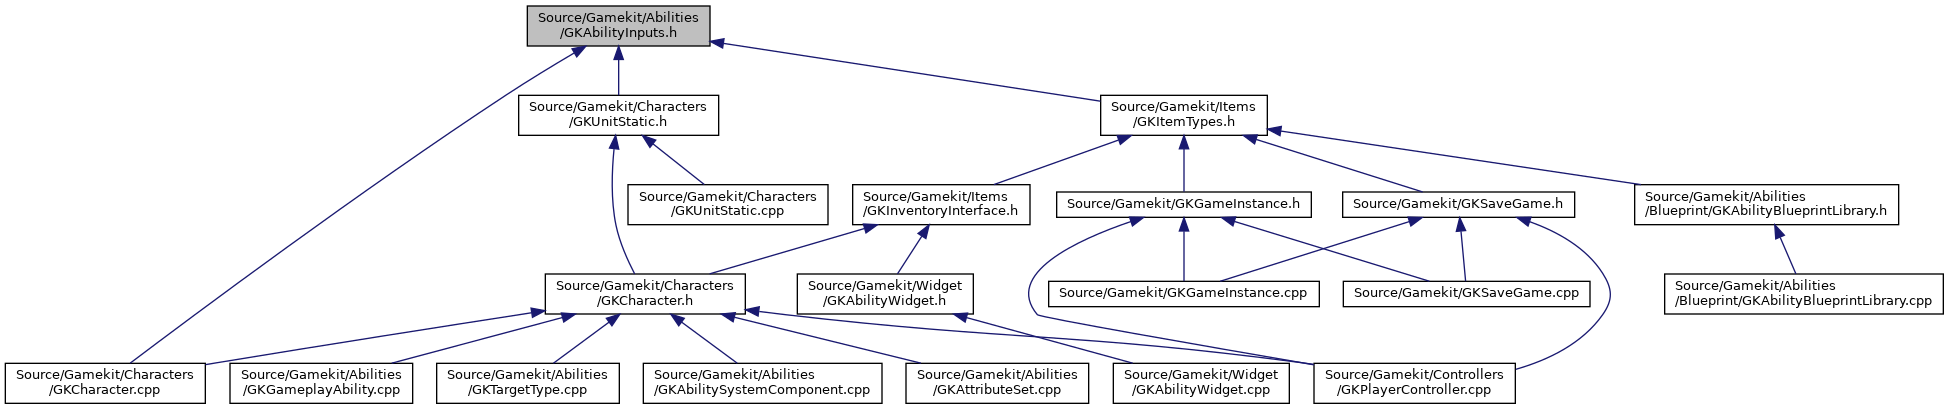 Source/Gamekit/Abilities
/GKAbilityInputs.h
Source/Gamekit/Characters
/GKUnitStatic.h
Source/Gamekit/Items
/GKItemTypes.h
Source/Gamekit/Characters
/GKUnitStatic.cpp
Source/Gamekit/Items
/GKInventoryInterface.h
Source/Gamekit/GKGameInstance.h
Source/Gamekit/GKSaveGame.h
Source/Gamekit/Abilities
/Blueprint/GKAbilityBlueprintLibrary.h
Source/Gamekit/Characters
/GKCharacter.h
Source/Gamekit/Widget
/GKAbilityWidget.h
Source/Gamekit/GKGameInstance.cpp
Source/Gamekit/GKSaveGame.cpp
Source/Gamekit/Abilities
/Blueprint/GKAbilityBlueprintLibrary.cpp
Source/Gamekit/Characters
/GKCharacter.cpp
Source/Gamekit/Abilities
/GKGameplayAbility.cpp
Source/Gamekit/Abilities
/GKTargetType.cpp
Source/Gamekit/Abilities
/GKAbilitySystemComponent.cpp
Source/Gamekit/Abilities
/GKAttributeSet.cpp
Source/Gamekit/Widget
/GKAbilityWidget.cpp
Source/Gamekit/Controllers
/GKPlayerController.cpp